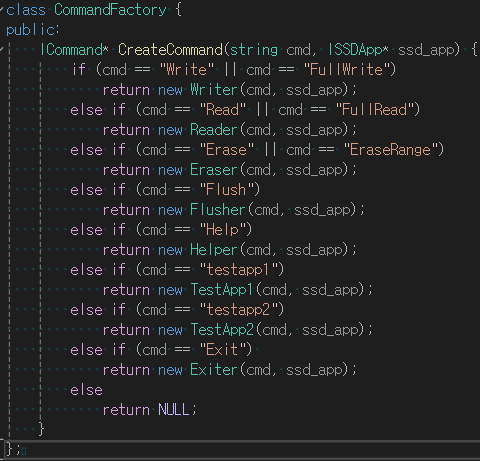 class CommandFactory {
public:
    ICommand* CreateCommand(string cmd, ISSDApp* ssd_app) {
        if (cmd == "Write" || cmd == "FullWrite")
            return new Writer(cmd, ssd_app);
        else if (cmd == "Read" || cmd == "FullRead")
            return new Reader(cmd, ssd_app);
        else if (cmd == "Erase" || cmd == "EraseRange")
            return new Eraser(cmd, ssd_app);
        else if (cmd == "Flush")
            return new Flusher(cmd, ssd_app);
        else if (cmd == "Help")
            return new Helper(cmd, ssd_app);
        else if (cmd == "testapp1")
            return new TestApp1(cmd, ssd_app);
        else if (cmd == "testapp2")
            return new TestApp2(cmd, ssd_app);
        else if (cmd == "Exit")
            return new Exiter(cmd, ssd_app);
        else
            return NULL;
    }
};